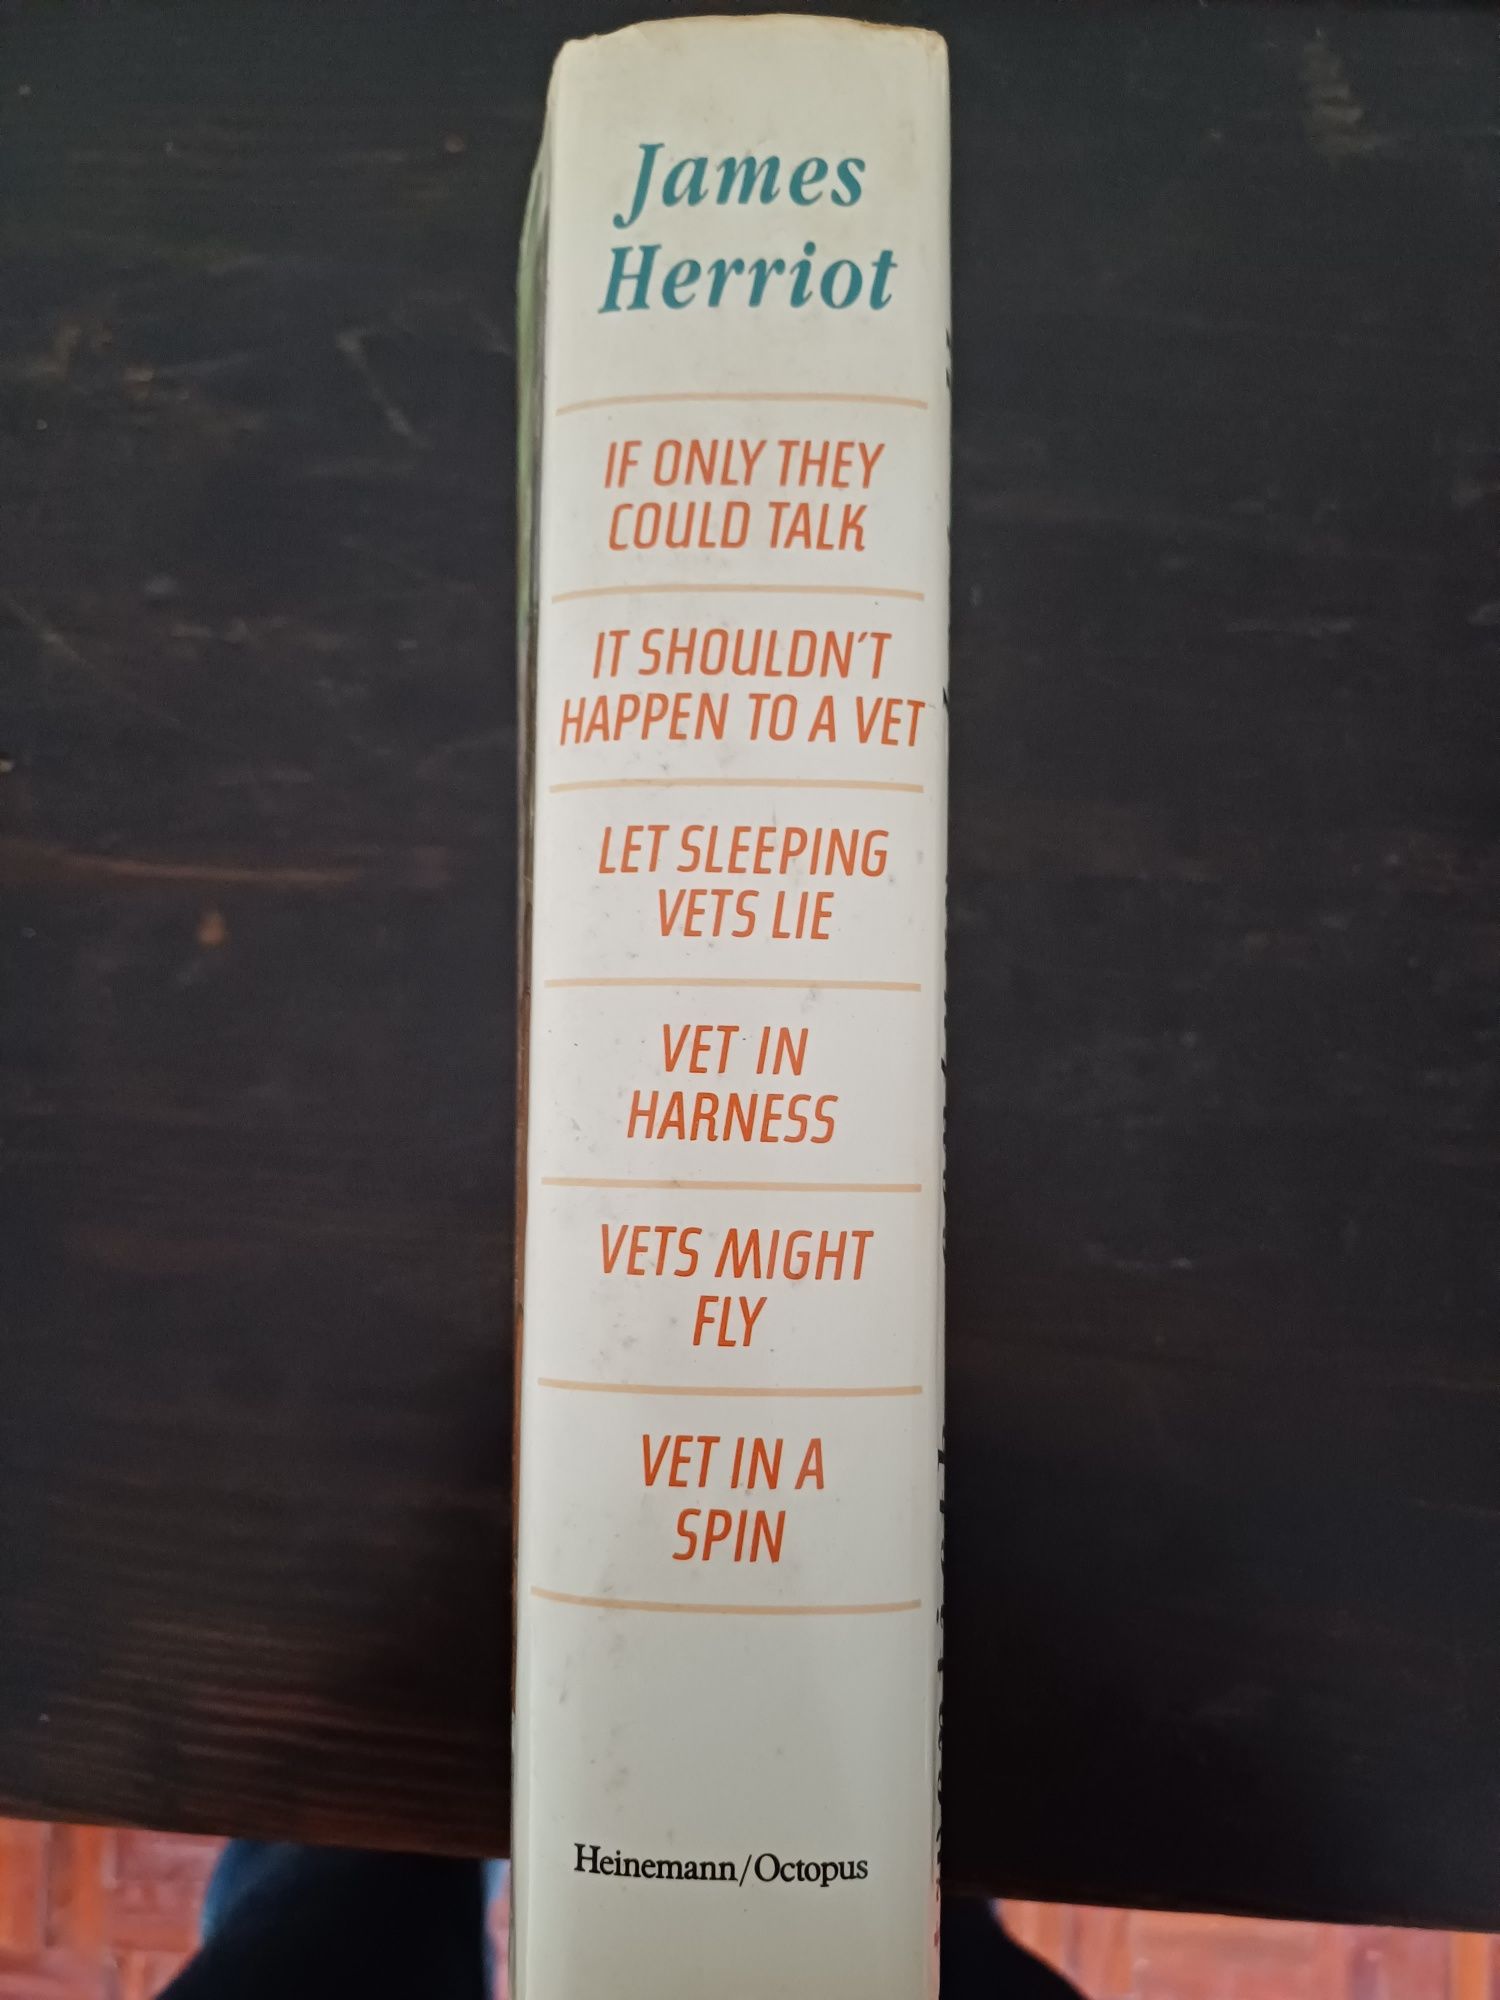 James
Herriot
IF ONLY THEY
COULD TALK
IT SHOULDN'T
HAPPEN TO A VET
LET SLEEPING
VETS LIE
VET IN
HARNESS
VETS MIGHT
FLY
VET IN A
SPIN
Heinemann/Octopus